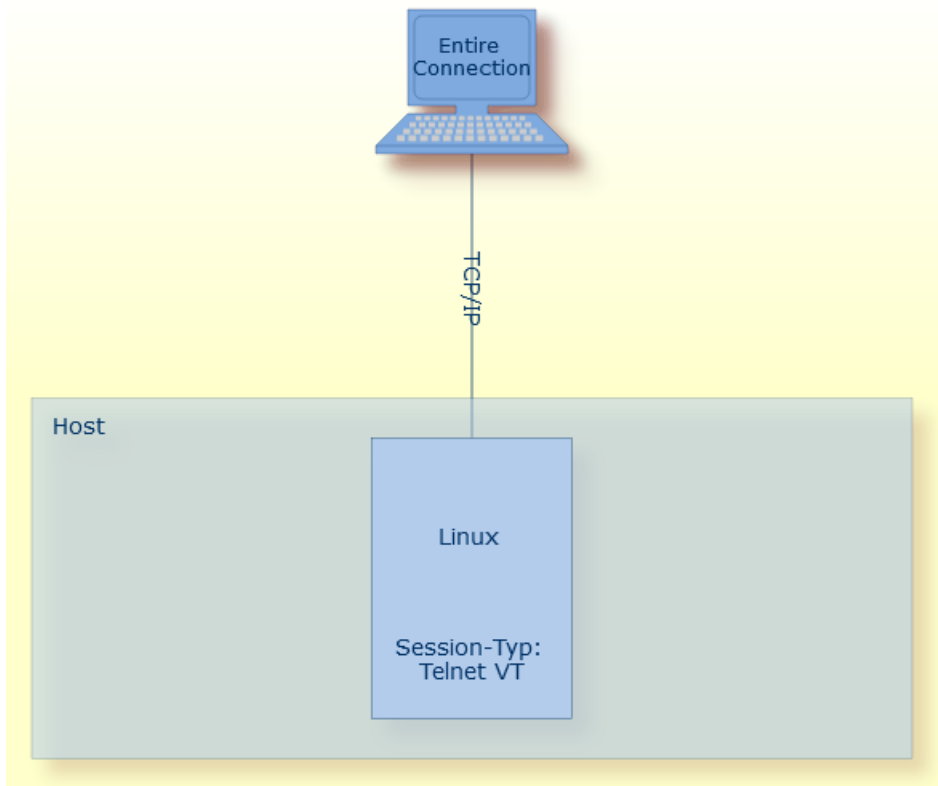 Entire
Connection
TCP/IP
Host
Linux
Session-Typ:
Telnet VT